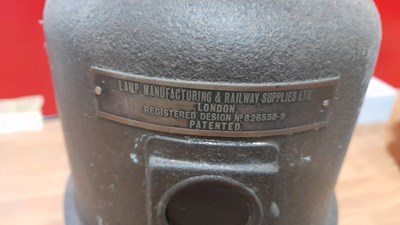 LAMP MANUFACTURING & RAILWAY SUPPLIES LTD.
LONDON.
REGISTERED DESIGN Nº 826558-9
PATENTED.